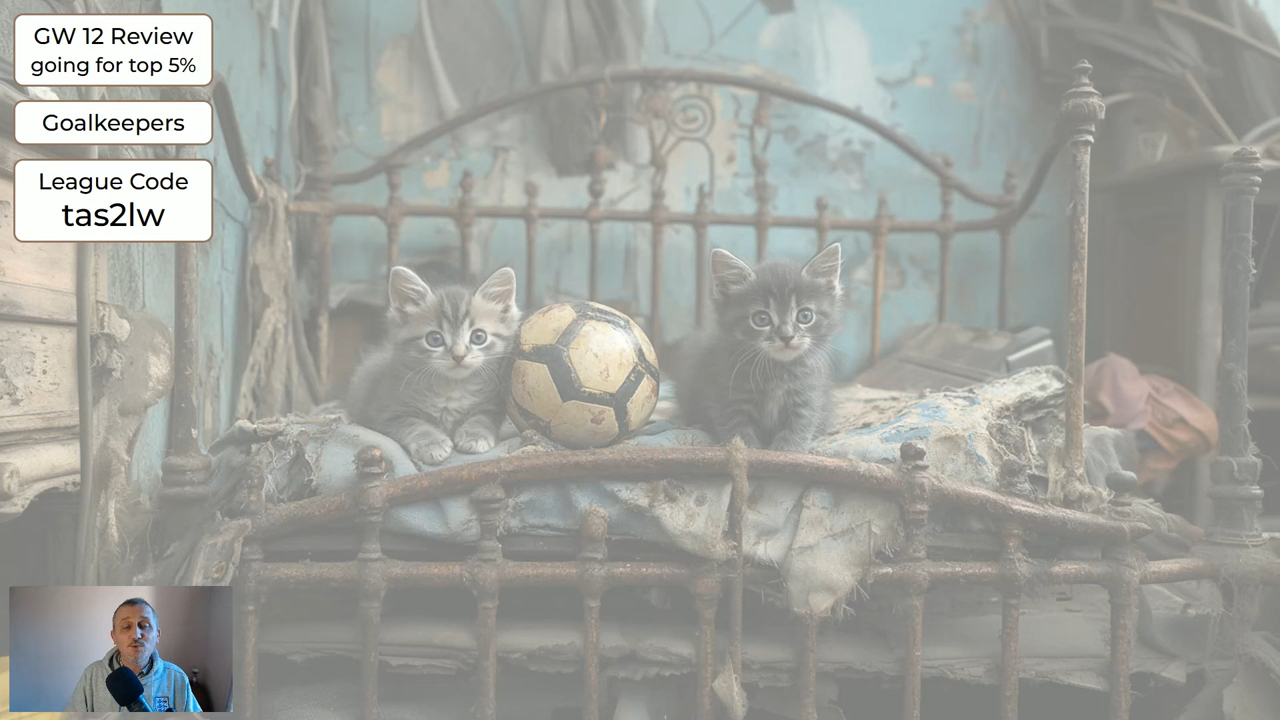 GW 12 Review
going for top 5%
Goalkeepers
League Code
tas2lw